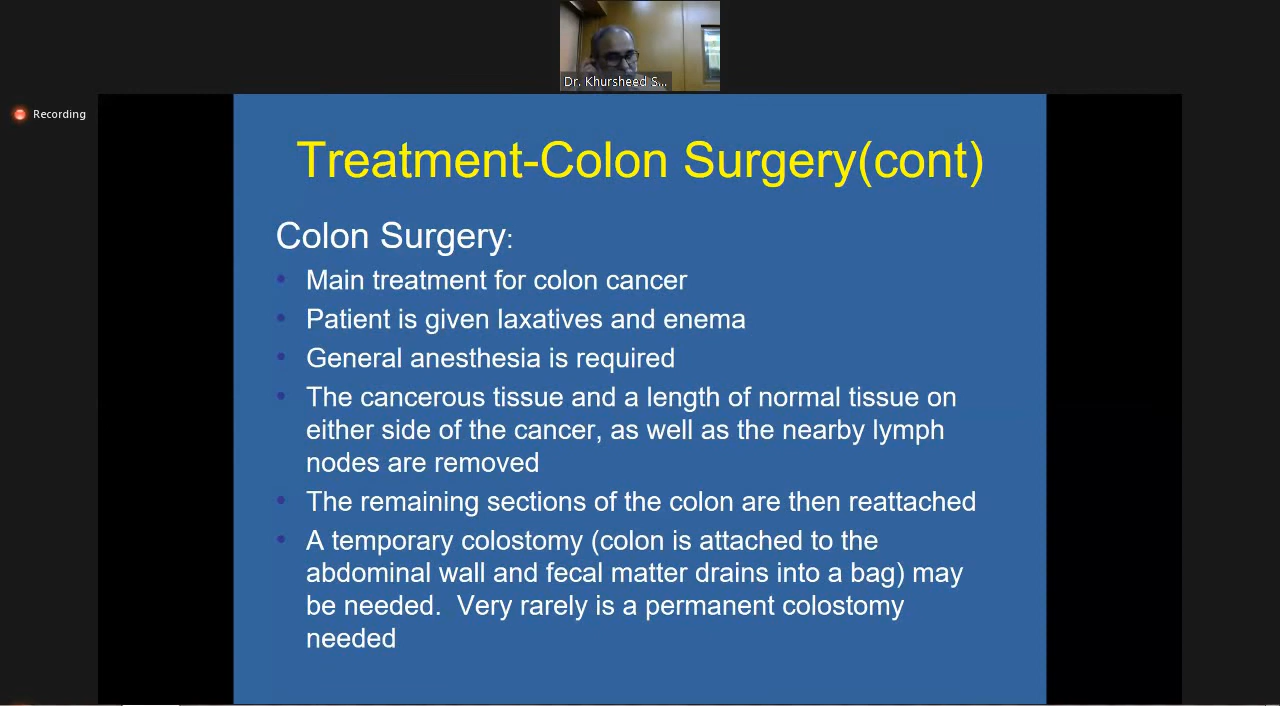 Dr. Khursheed S...
Recording
Treatment-Colon Surgery(cont)
Colon Surgery:
• Main treatment for colon cancer
• Patient is given laxatives and enema
• General anesthesia is required
• The cancerous tissue and a length of normal tissue on
either side of the cancer, as well as the nearby lymph
nodes are removed
• The remaining sections of the colon are then reattached
• A temporary colostomy (colon is attached to the
abdominal wall and fecal matter drains into a bag) may
be needed.  Very rarely is a permanent colostomy
needed